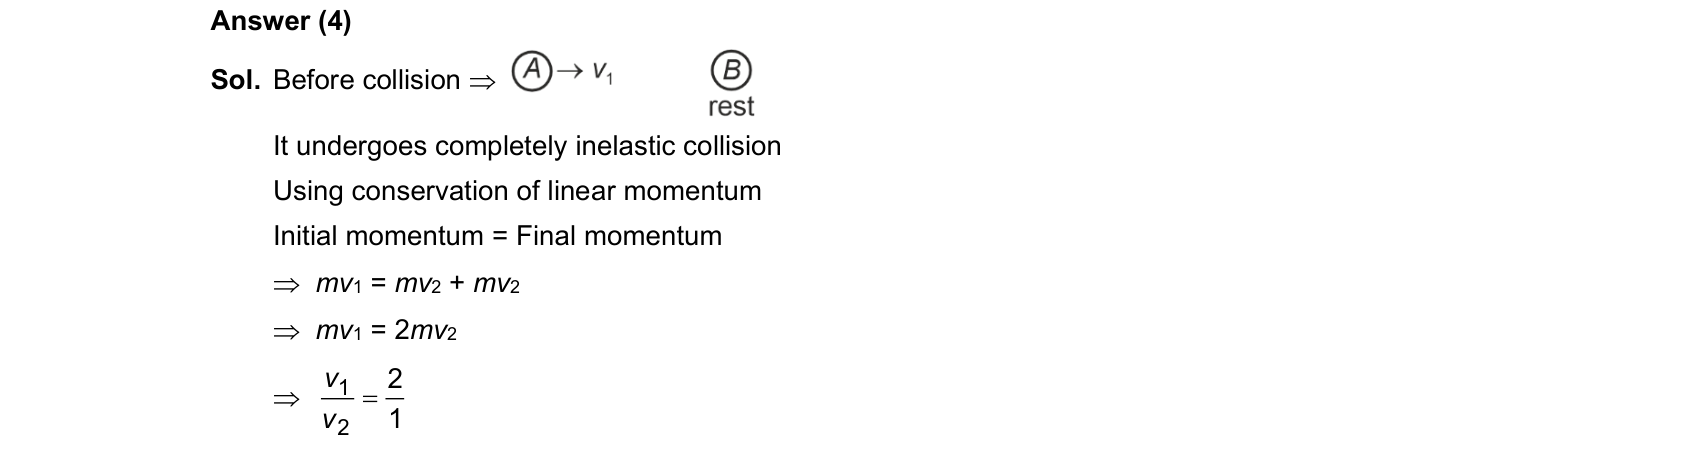 Answer (4)
Sol. Before collision ⇒ A → v₁ B
rest
It undergoes completely inelastic collision
Using conservation of linear momentum
Initial momentum = Final momentum
⇒ mv₁ = mv₂ + mv₂
⇒ mv₁ = 2mv₂
⇒ v₁/v₂ = 2/1